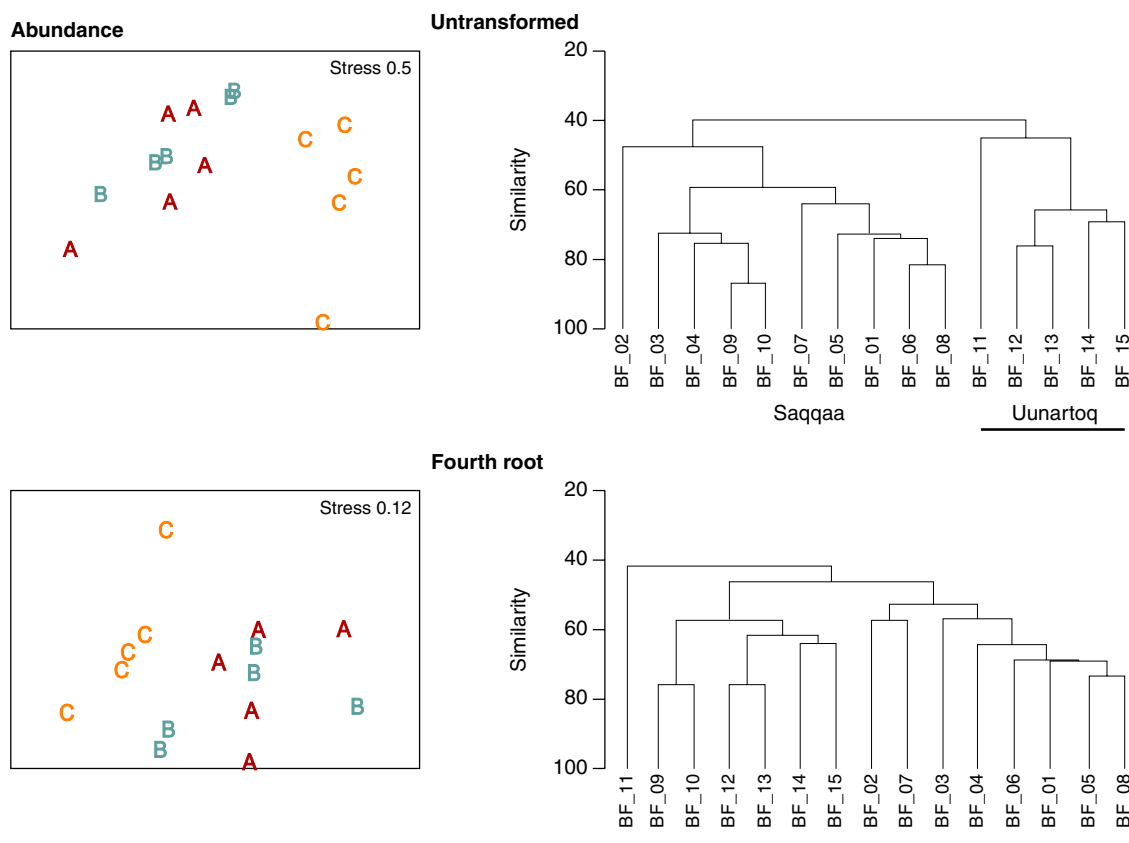 Untransformed
Abundance
Stress 0.5
B
B
A
A
C
C
B
B
A
C
B
A
C
A
C
20
40
60
80
100
Similarity
BF_02
BF_03
BF_04
BF_09
BF_10
BF_07
BF_05
BF_01
BF_06
BF_08
BF_11
BF_12
BF_13
BF_14
BF_15
Saqqaa
Uunartoq
Fourth root
Stress 0.12
C
A
A
C
B
C
A
C
B
B
C
A
B
B
A
20
40
60
80
100
Similarity
BF_11
BF_09
BF_10
BF_12
BF_13
BF_14
BF_15
BF_02
BF_07
BF_03
BF_04
BF_06
BF_01
BF_05
BF_08